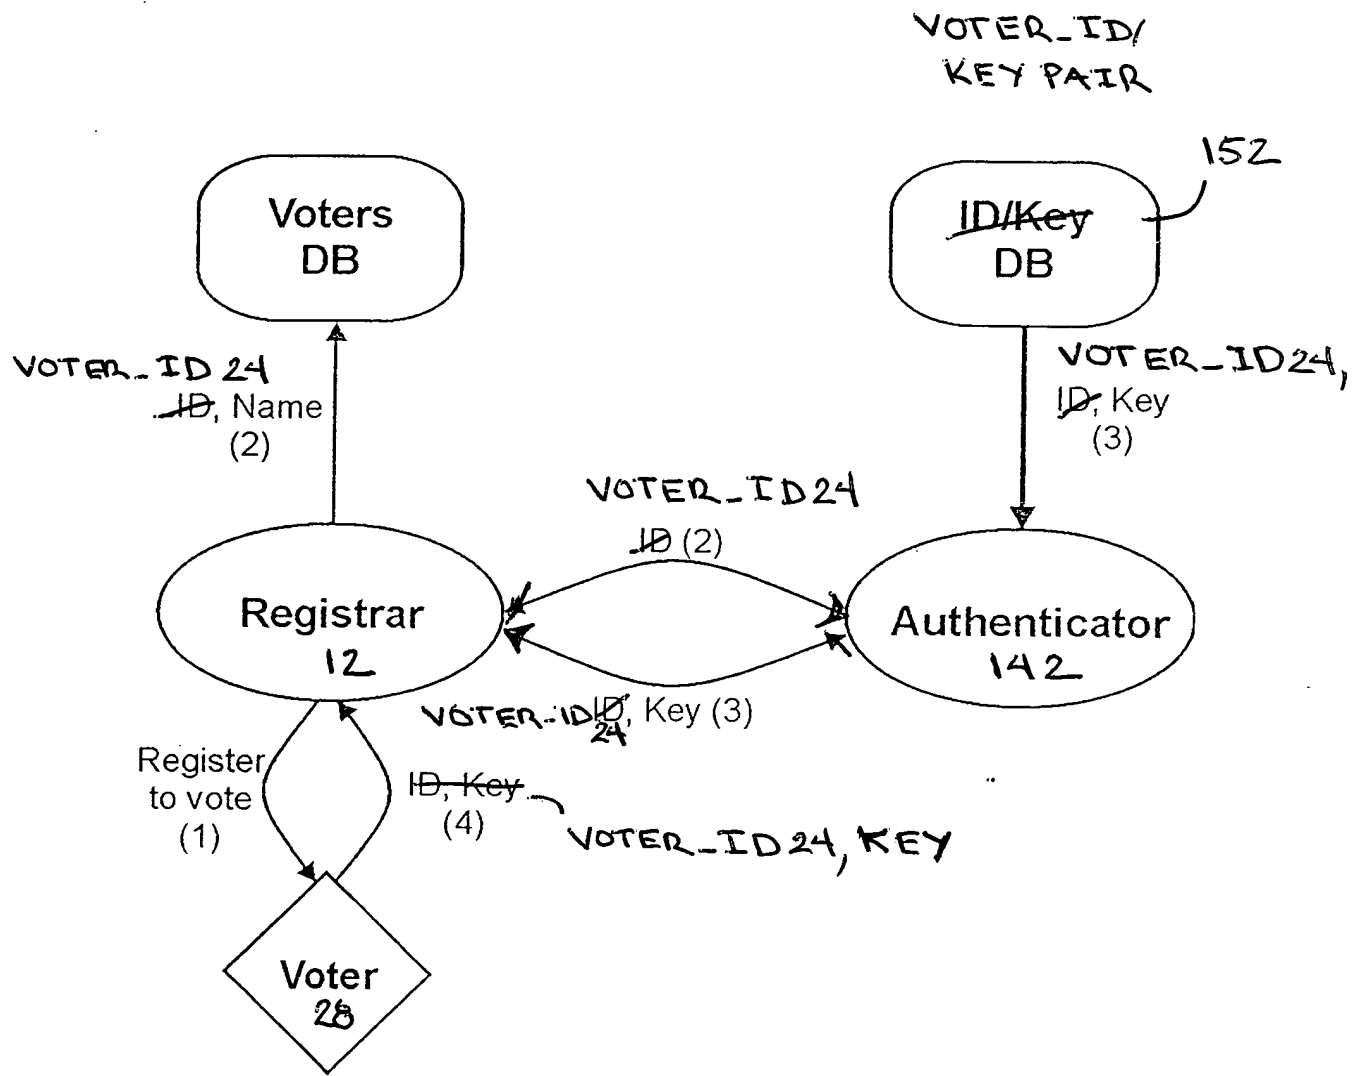 VOTER_ID/
KEY PAIR
152
Voters
DB
ID/Key
DB
VOTER_ID 24
ID, Name
(2)
VOTER_ID24,
ID, Key
(3)
VOTER_ID24
ID (2)
Registrar
12
Authenticator
142
VOTER_ID ID, Key (3)
24
Register
to vote
(1)
ID, Key
(4)
VOTER_ID24, KEY
Voter
28